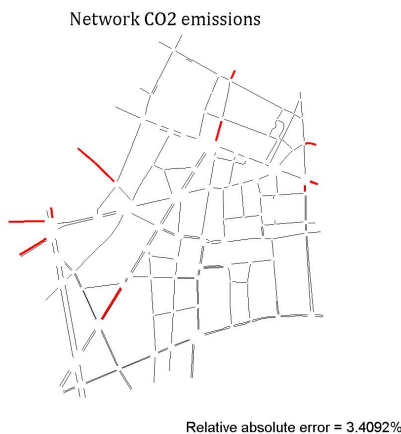 Network CO2 emissions
Relative absolute error = 3.4092%